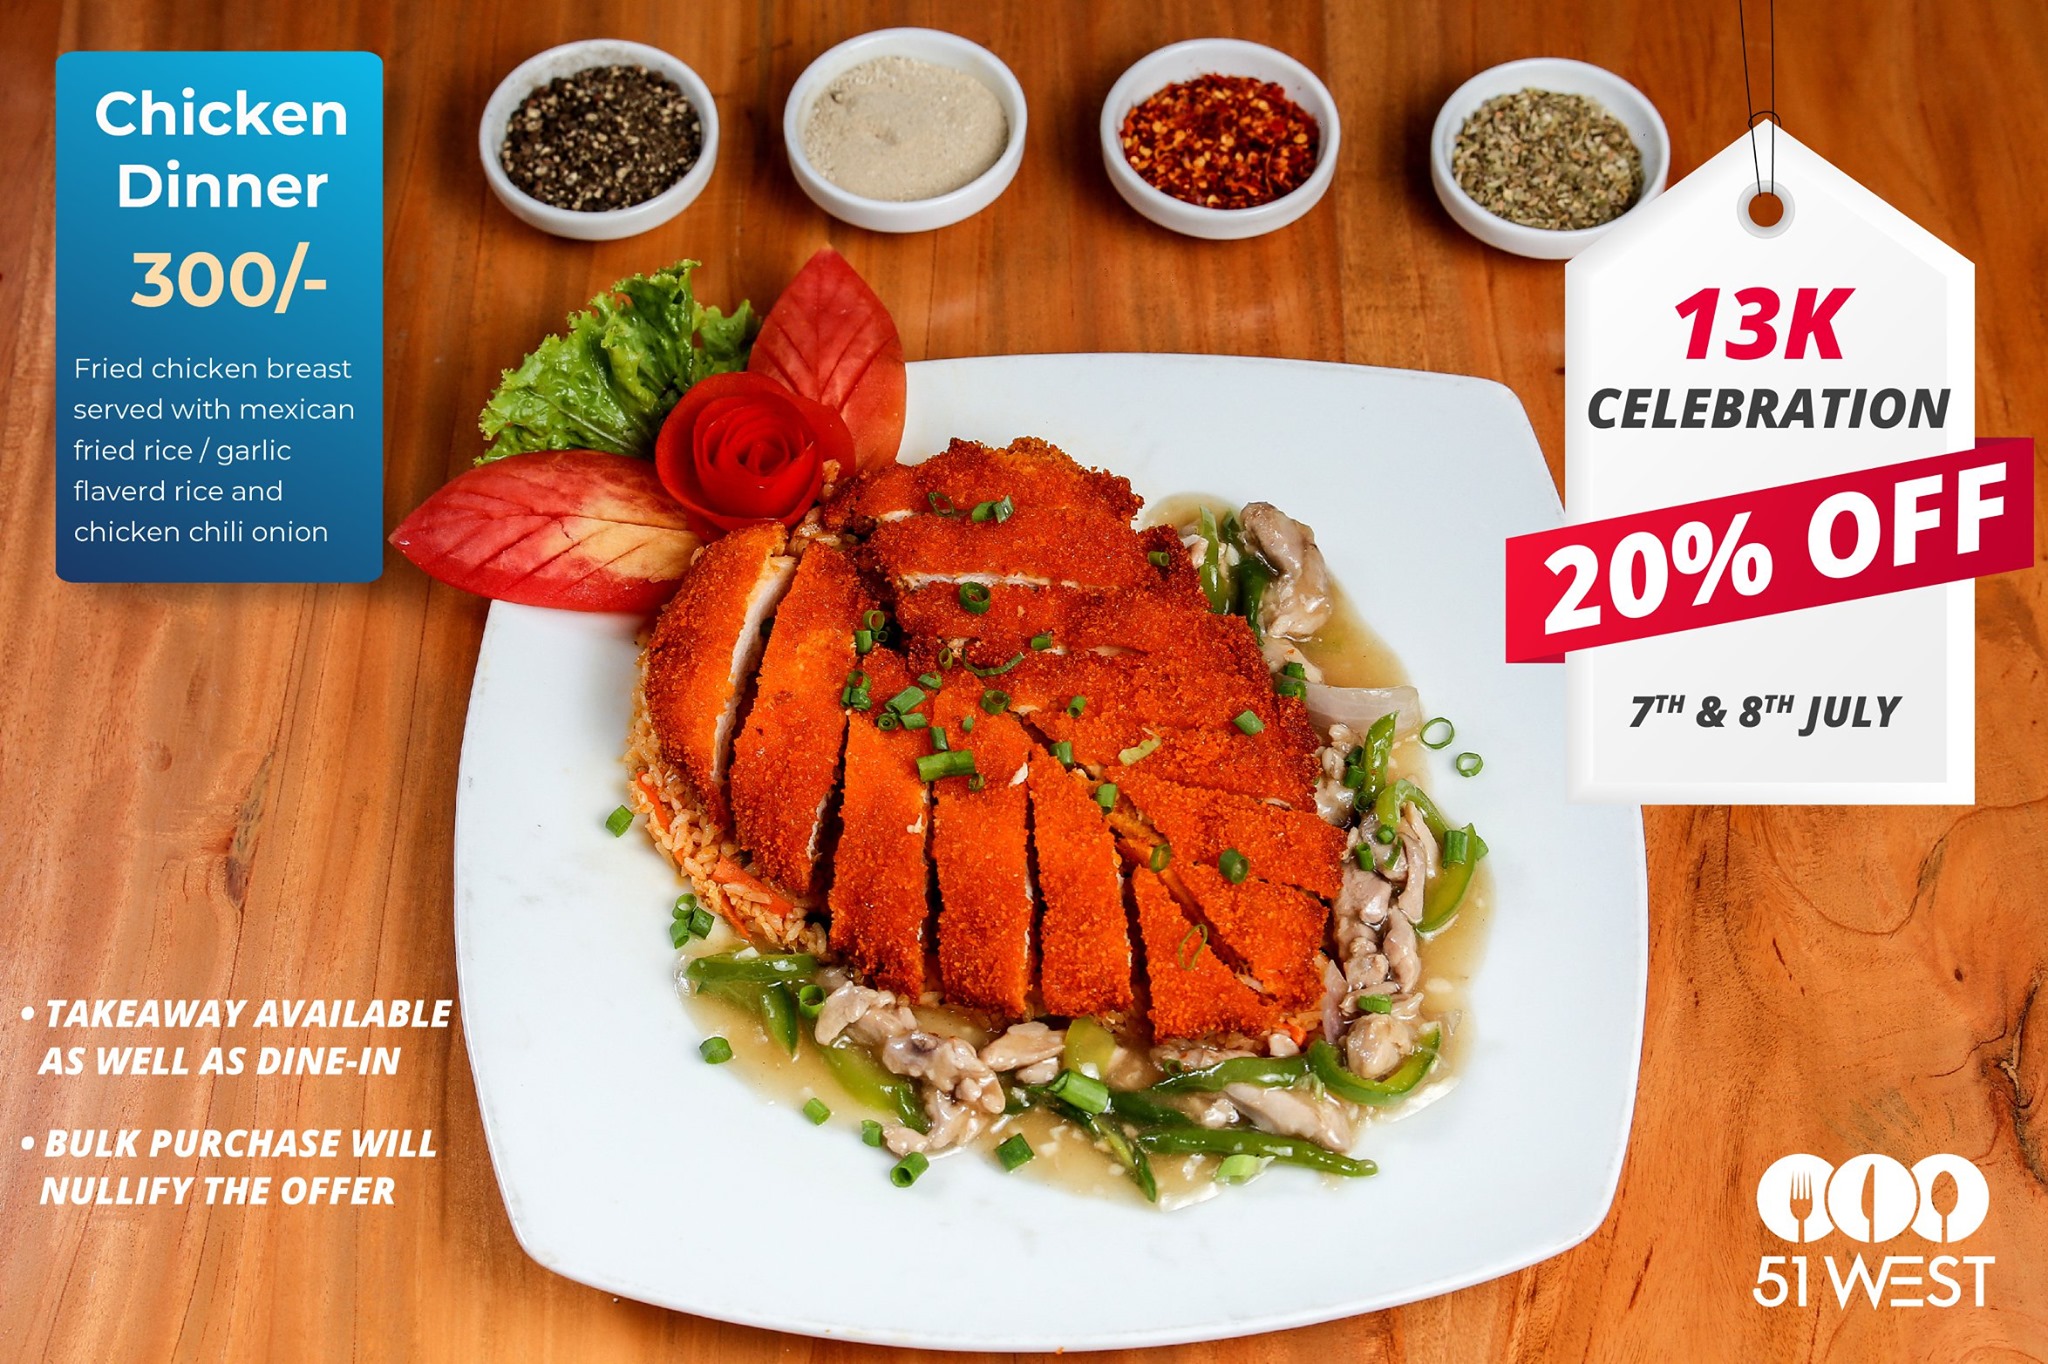 Chicken
Dinner
300/-
Fried chicken breast
served with mexican
fried rice / garlic
flaverd rice and
chicken chili onion
13K
CELEBRATION
20% OFF
7TH & 8TH JULY
• TAKEAWAY AVAILABLE
AS WELL AS DINE-IN
• BULK PURCHASE WILL
NULLIFY THE OFFER
51 WEST